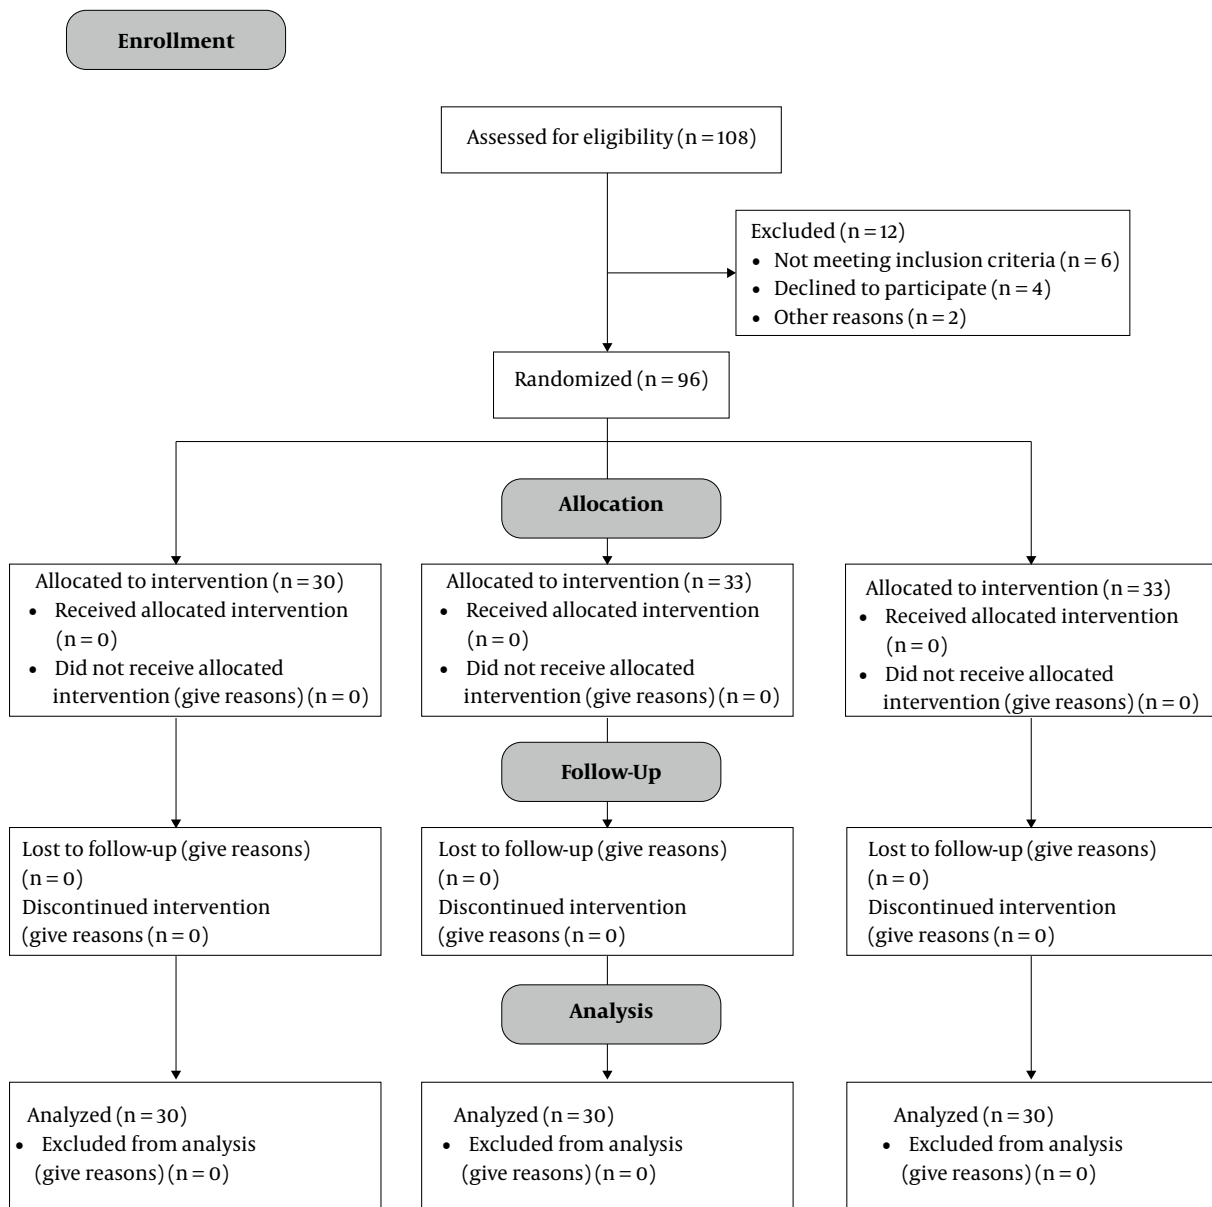 Enrollment
Assessed for eligibility (n = 108)
Excluded (n = 12)
• Not meeting inclusion criteria (n = 6)
• Declined to participate (n = 4)
• Other reasons (n = 2)
Randomized (n = 96)
Allocation
Allocated to intervention (n = 30)
• Received allocated intervention
(n = 0)
• Did not receive allocated
intervention (give reasons) (n = 0)
Allocated to intervention (n = 33)
• Received allocated intervention
(n = 0)
• Did not receive allocated
intervention (give reasons) (n = 0)
Allocated to intervention (n = 33)
• Received allocated intervention
(n = 0)
• Did not receive allocated
intervention (give reasons) (n = 0)
Follow-Up
Lost to follow-up (give reasons)
(n = 0)
Discontinued intervention
(give reasons (n = 0)
Lost to follow-up (give reasons)
(n = 0)
Discontinued intervention
(give reasons (n = 0)
Lost to follow-up (give reasons)
(n = 0)
Discontinued intervention
(give reasons (n = 0)
Analysis
Analyzed (n = 30)
• Excluded from analysis
(give reasons) (n = 0)
Analyzed (n = 30)
• Excluded from analysis
(give reasons) (n = 0)
Analyzed (n = 30)
• Excluded from analysis
(give reasons) (n = 0)